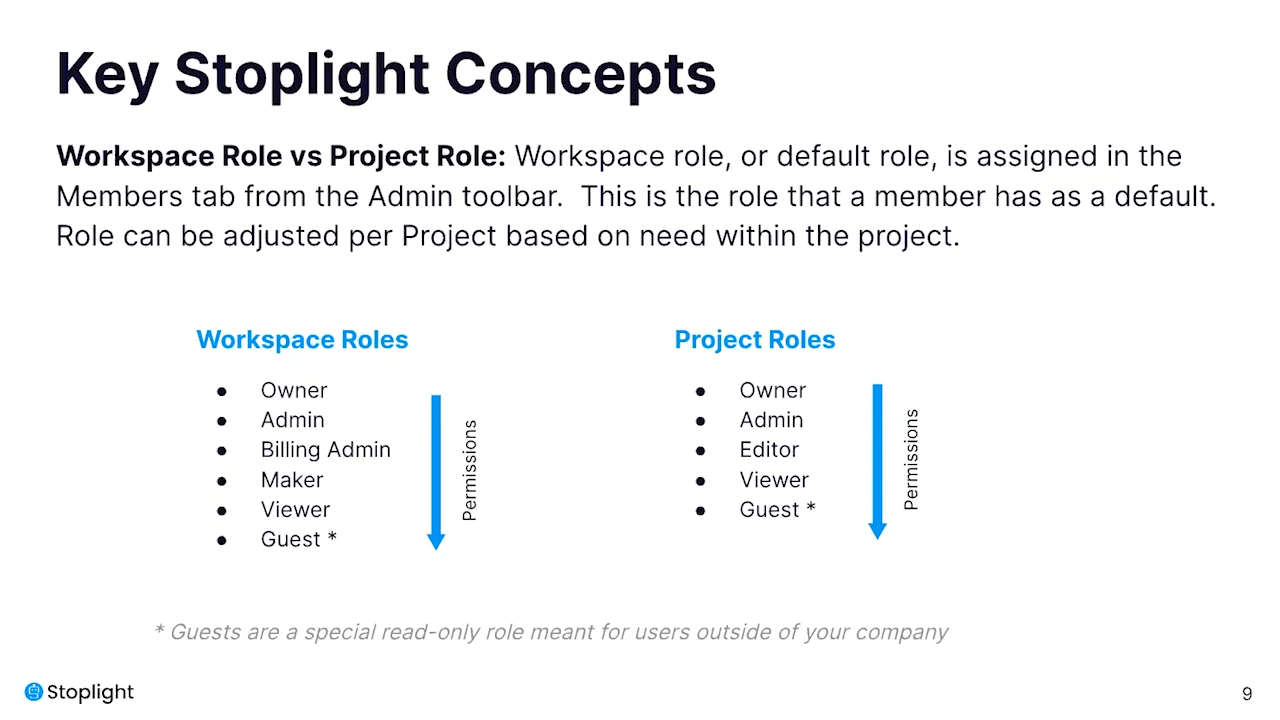 Key Stoplight Concepts
Workspace Role vs Project Role: Workspace role, or default role, is assigned in the
Members tab from the Admin toolbar.  This is the role that a member has as a default.
Role can be adjusted per Project based on need within the project.
Workspace Roles
● Owner
● Admin
● Billing Admin
● Maker
● Viewer
● Guest *
Permissions
Project Roles
● Owner
● Admin
● Editor
● Viewer
● Guest *
Permissions
* Guests are a special read-only role meant for users outside of your company
Stoplight
9